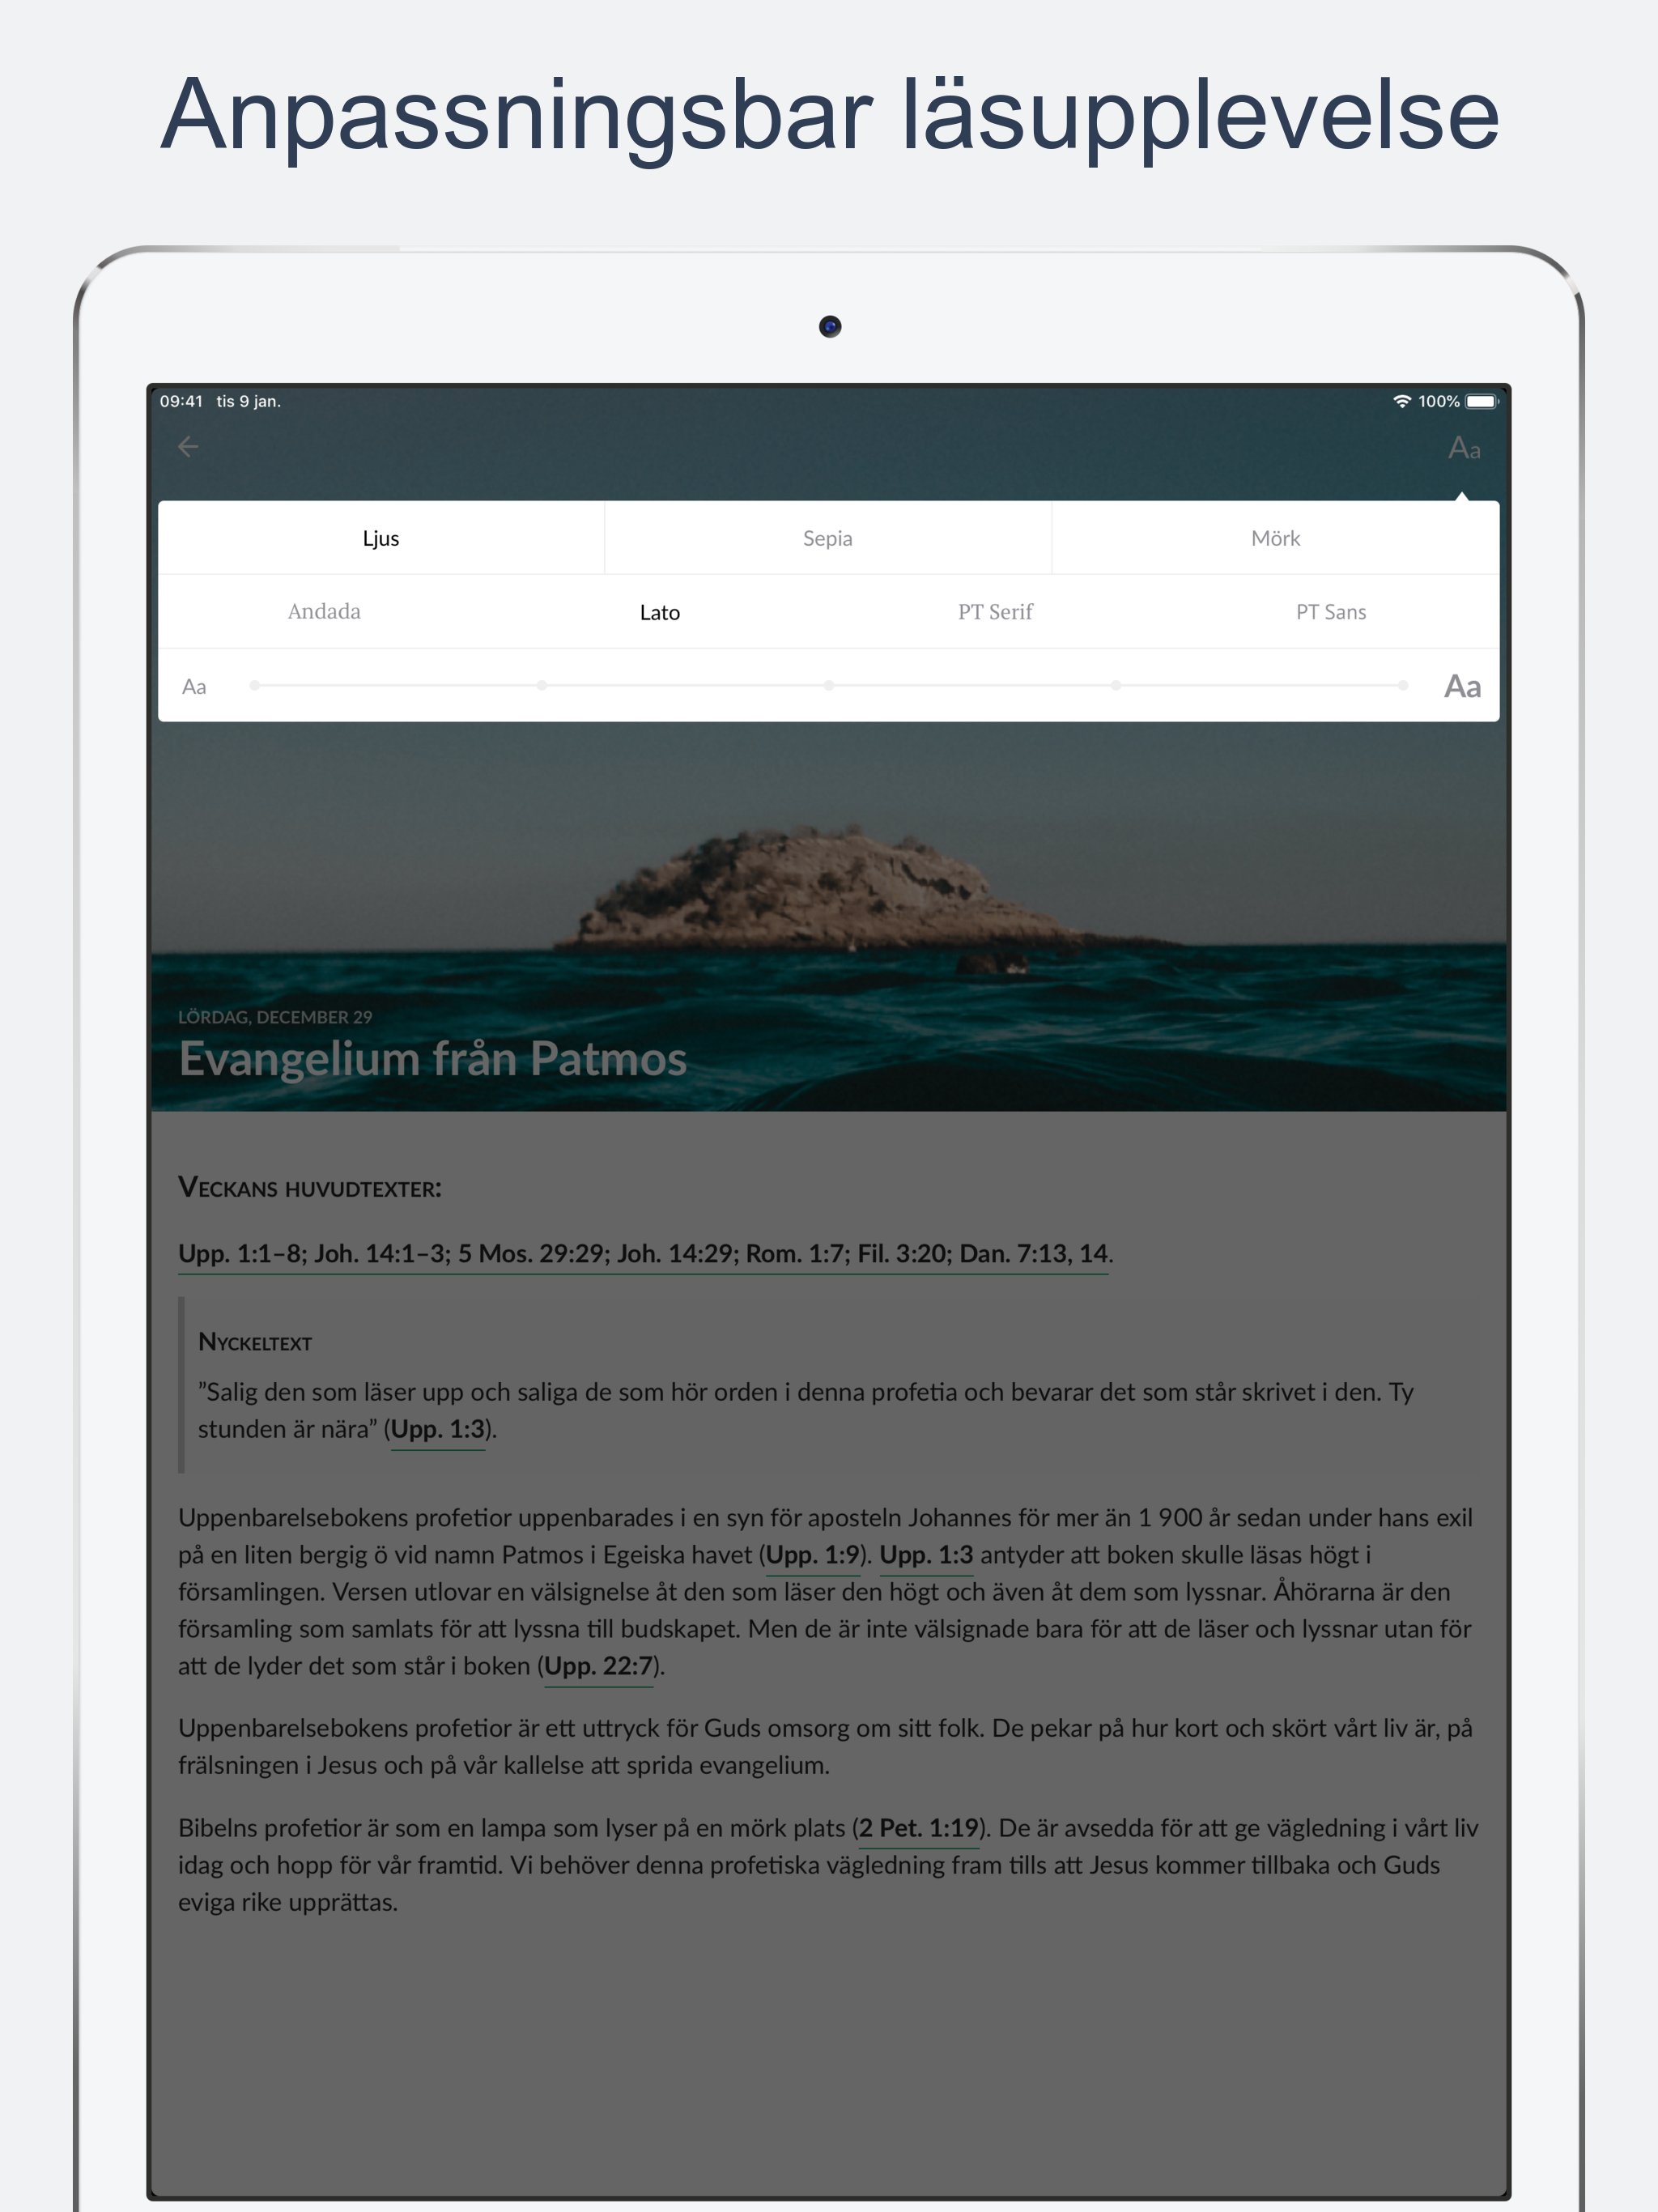 Anpassningsbar läsupplevelse
09:41 tis 9 jan. 100%
Aa
Ljus Sepia Mörk
Andada Lato PT Serif PT Sans
Aa Aa
LÖRDAG, DECEMBER 29
Evangelium från Patmos
VECKANS HUVUDTEXTER:
Upp. 1:1–8; Joh. 14:1–3; 5 Mos. 29:29; Joh. 14:29; Rom. 1:7; Fil. 3:20; Dan. 7:13, 14.
NYCKELTEXT
”Salig den som läser upp och saliga de som hör orden i denna profetia och bevarar det som står skrivet i den. Ty
stunden är nära” (Upp. 1:3).
Uppenbarelsebokens profetior uppenbarades i en syn för aposteln Johannes för mer än 1 900 år sedan under hans exil
på en liten bergig ö vid namn Patmos i Egeiska havet (Upp. 1:9). Upp. 1:3 antyder att boken skulle läsas högt i
församlingen. Versen utlovar en välsignelse åt den som läser den högt och även åt dem som lyssnar. Åhörarna är den
församling som samlats för att lyssna till budskapet. Men de är inte välsignade bara för att de läser och lyssnar utan för
att de lyder det som står i boken (Upp. 22:7).
Uppenbarelsebokens profetior är ett uttryck för Guds omsorg om sitt folk. De pekar på hur kort och skört vårt liv är, på
frälsningen i Jesus och på vår kallelse att sprida evangelium.
Bibelns profetior är som en lampa som lyser på en mörk plats (2 Pet. 1:19). De är avsedda för att ge vägledning i vårt liv
idag och hopp för vår framtid. Vi behöver denna profetiska vägledning fram tills att Jesus kommer tillbaka och Guds
eviga rike upprättas.